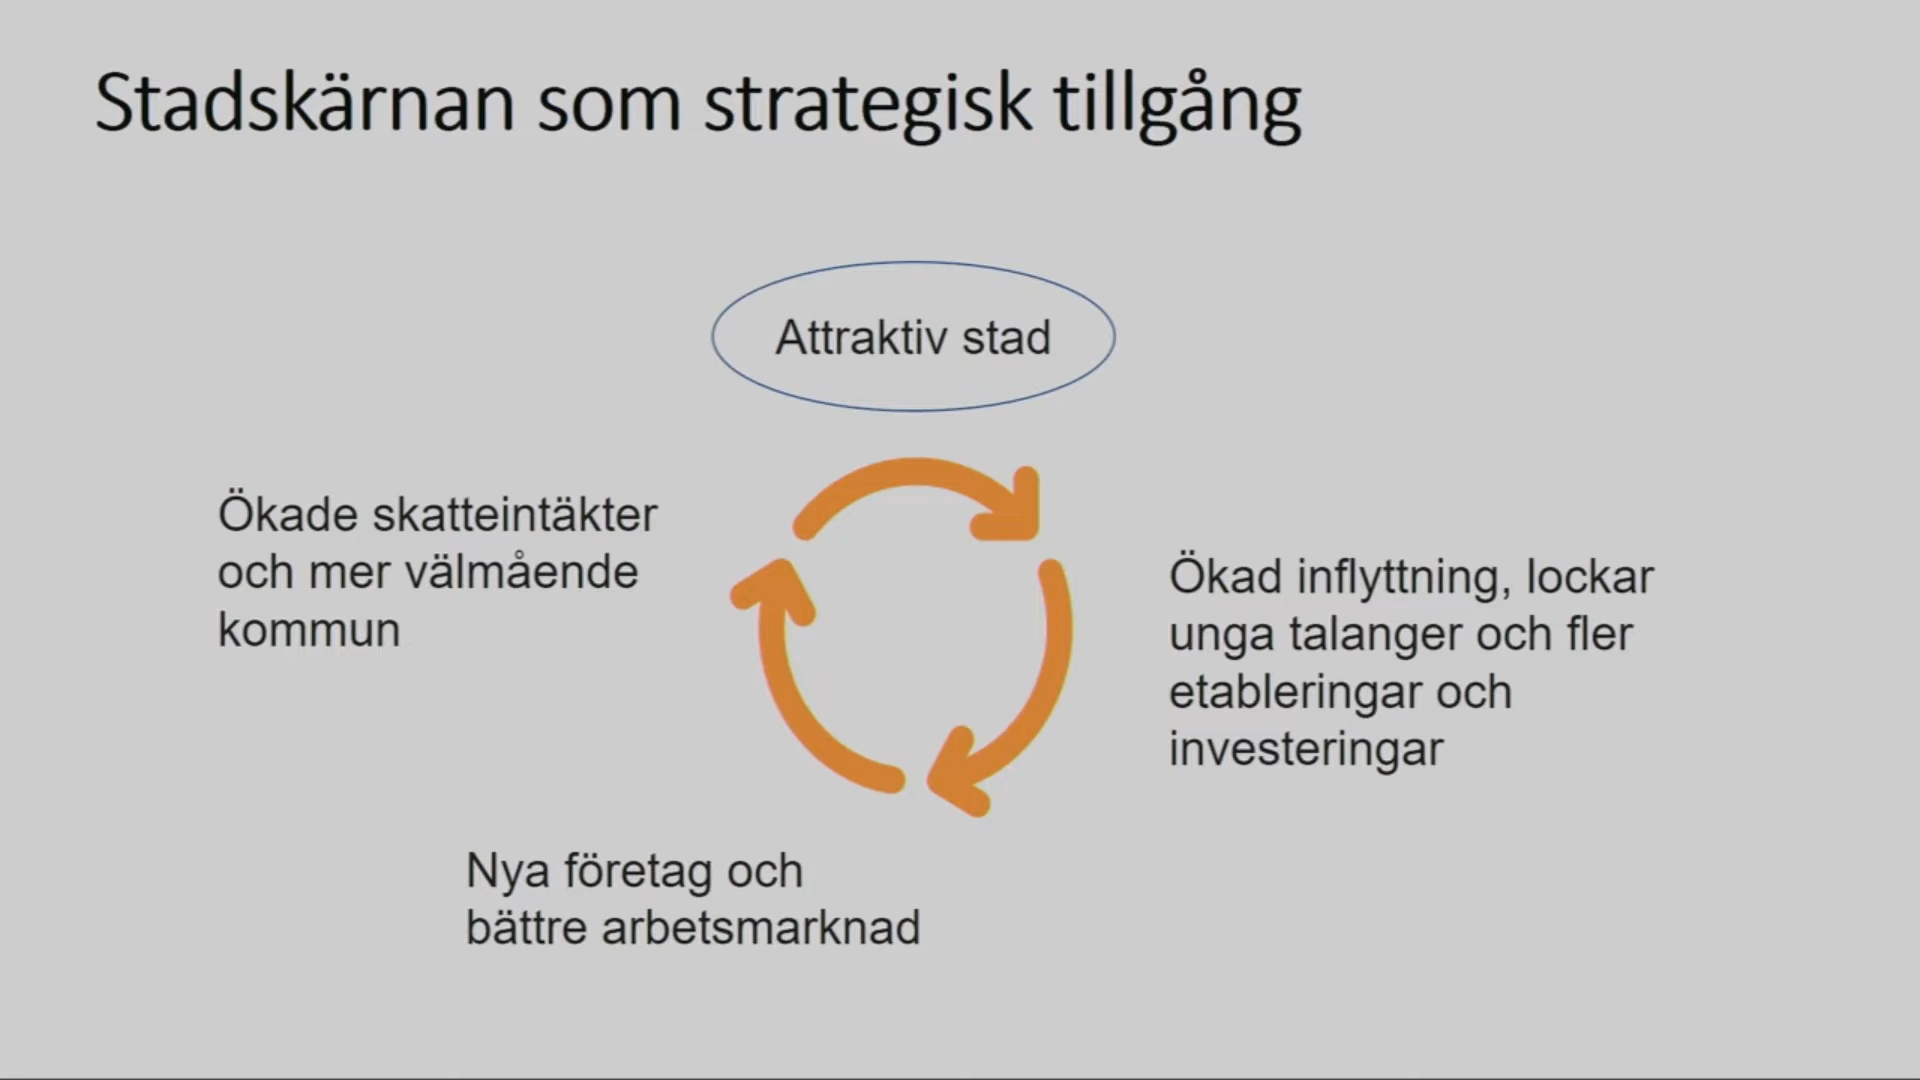 Stadskärnan som strategisk tillgång
Attraktiv stad
Ökad inflyttning, lockar
unga talanger och fler
etableringar och
investeringar
Nya företag och
bättre arbetsmarknad
Ökade skatteintäkter
och mer välmående
kommun